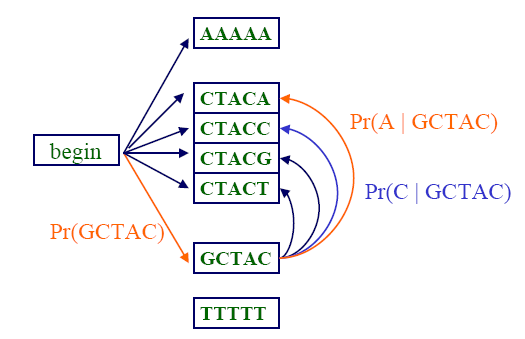 AAAAA
CTACA
Pr(A | GCTAC)
CTACC
begin
CTACG
CTACT
Pr(C | GCTAC)
Pr(GCTAC)
GCTAC
TTTTT